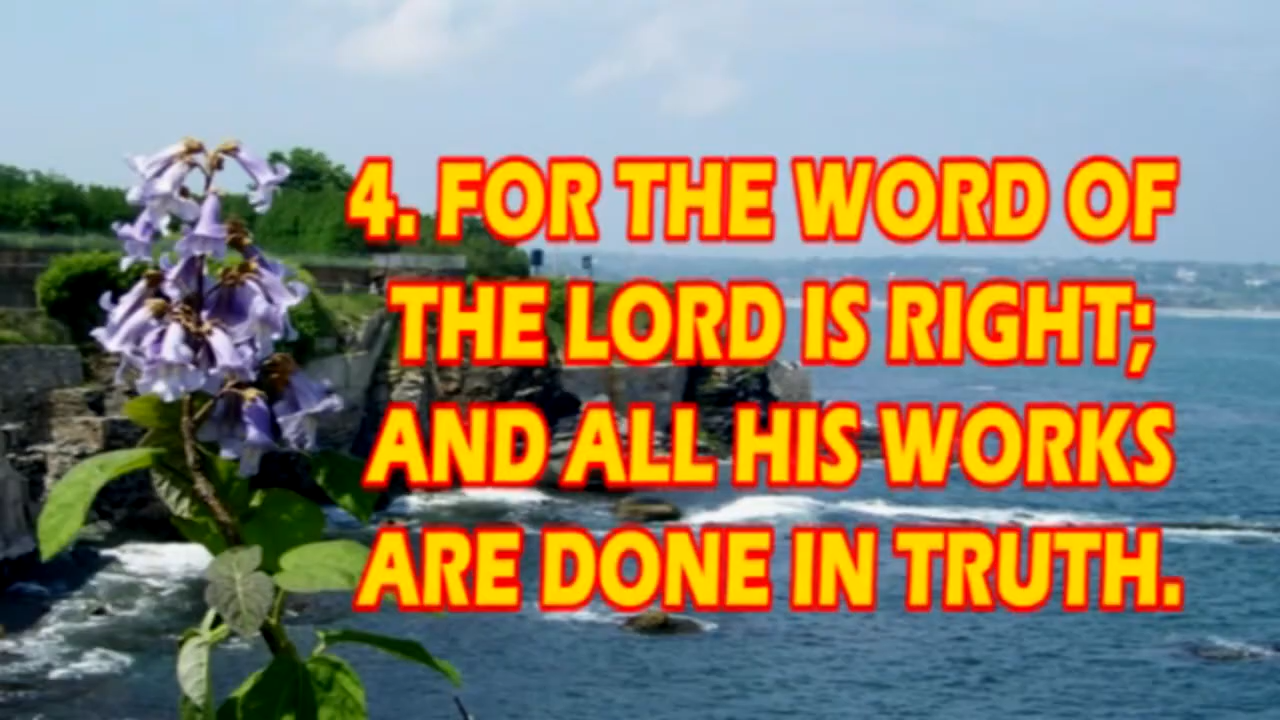 4. FOR THE WORD OF
THE LORD IS RIGHT;
AND ALL HIS WORKS
ARE DONE IN TRUTH.